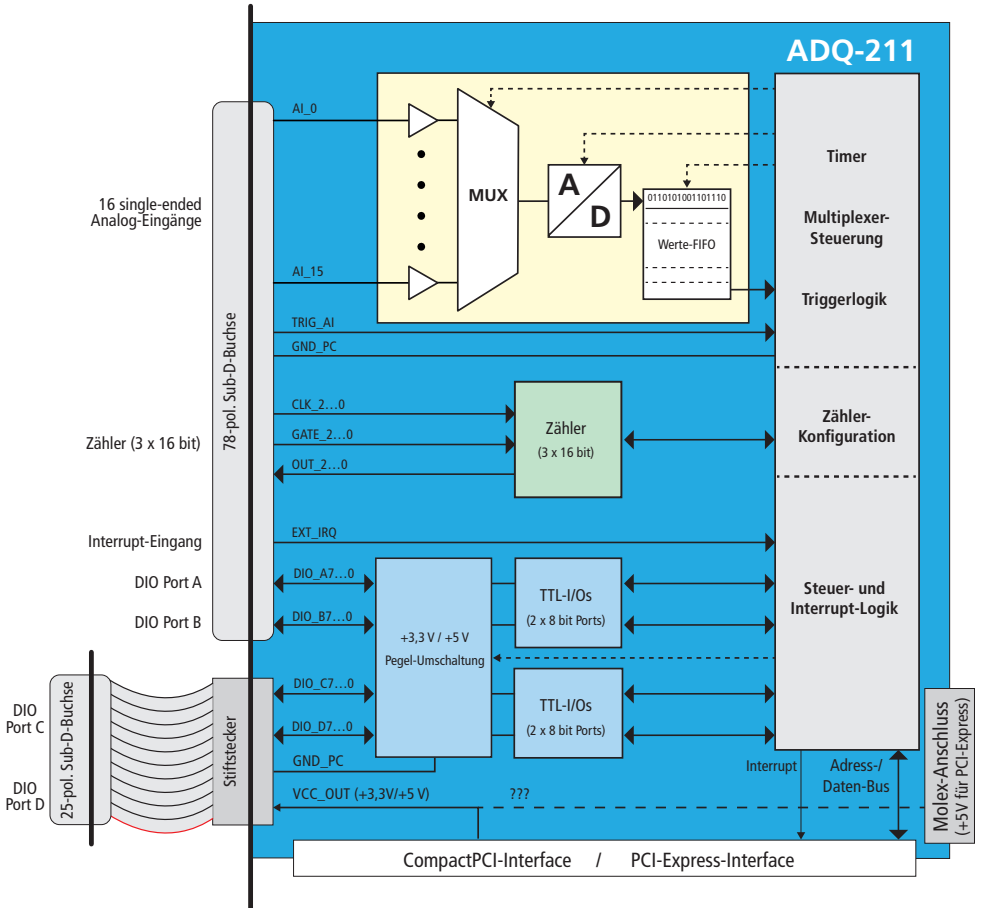 ADQ-211
AI_0
16 single-ended
Analog-Eingänge
AI_15
78-pol. Sub-D-Buchse
MUX
A
D
0110101001101110
Werte-FIFO
Timer
Multiplexer-
Steuerung
Triggerlogik
TRIG_AI
GND_PC
Zähler (3 x 16 bit)
CLK_2...0
GATE_2...0
OUT_2...0
Zähler
(3 x 16 bit)
Zähler-
Konfiguration
Interrupt-Eingang
EXT_IRQ
DIO Port A
DIO_A7...0
DIO Port B
DIO_B7...0
+3,3 V / +5 V
Pegel-Umschaltung
TTL-I/Os
(2 x 8 bit Ports)
Steuer- und
Interrupt-Logik
DIO
Port C
DIO
Port D
25-pol. Sub-D-Buchse
Stiftstecker
DIO_C7...0
DIO_D7...0
TTL-I/Os
(2 x 8 bit Ports)
GND_PC
VCC_OUT (+3,3V/+5 V)
???
Interrupt
Adress-/
Daten-Bus
Molex-Anschluss
(+5V für PCI-Express)
CompactPCI-Interface / PCI-Express-Interface